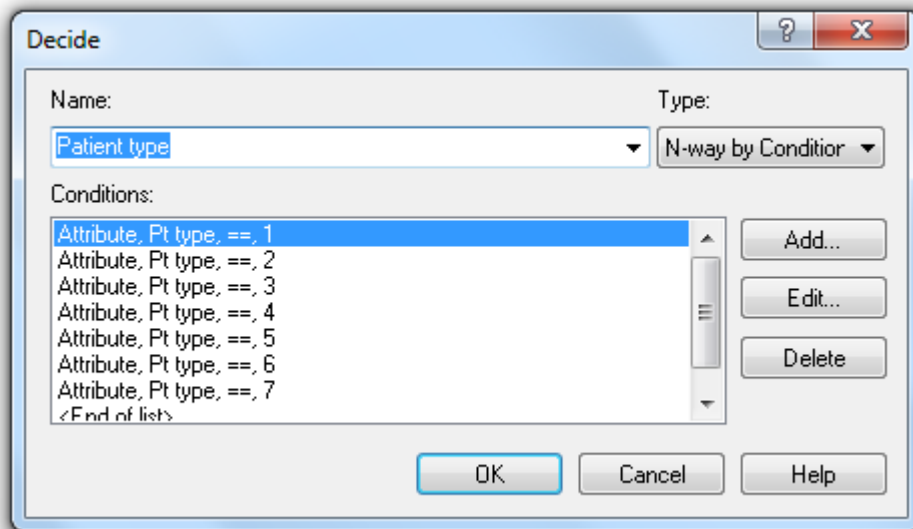 Decide
Name: Type:
Patient type N-way by Condition
Conditions:
Attribute, Pt type, ==, 1
Attribute, Pt type, ==, 2
Attribute, Pt type, ==, 3
Attribute, Pt type, ==, 4
Attribute, Pt type, ==, 5
Attribute, Pt type, ==, 6
Attribute, Pt type, ==, 7
<End of list>
Add...
Edit...
Delete
OK Cancel Help